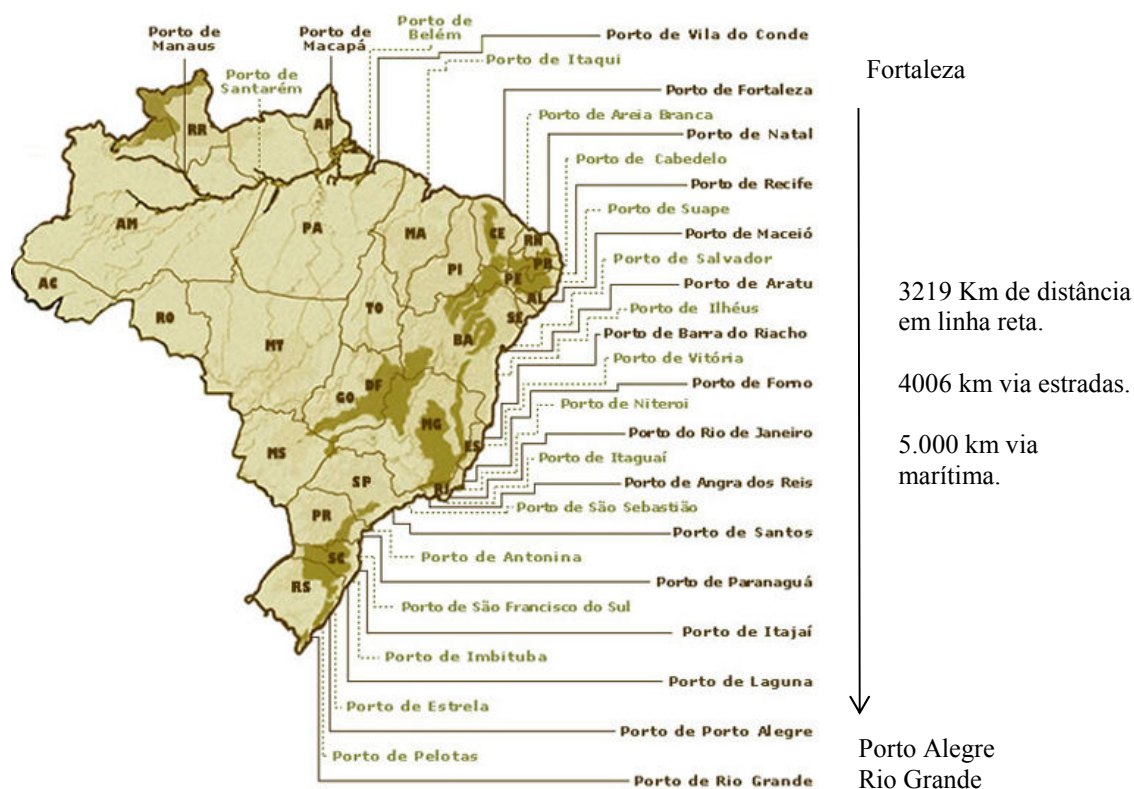 Porto de
Belém
Porto de
Manaus
Porto de
Macapá
Porto de Vila do Conde
Porto de Itaqui
Porto de
Santarém
Porto de Fortaleza
Porto de Areia Branca
Porto de Natal
Porto de Cabedelo
Porto de Recife
Porto de Suape
Porto de Maceió
Porto de Salvador
Porto de Aratu
Porto de Ilhéus
Porto de Barra do Riacho
Porto de Vitória
Porto de Forno
Porto de Niteroi
Porto do Rio de Janeiro
Porto de Itaguaí
Porto de Angra dos Reis
Porto de São Sebastião
Porto de Santos
Porto de Antonina
Porto de Paranaguá
Porto de São Francisco do Sul
Porto de Itajaí
Porto de Imbituba
Porto de Laguna
Porto de Estrela
Porto de Porto Alegre
Porto de Pelotas
Porto de Rio Grande
RR
AP
AM
PA
MA
CE
RN
PB
PI
PE
AL
AC
TO
SE
RO
BA
MT
DF
GO
MG
ES
MS
SP
RJ
PR
SC
RS
Fortaleza
3219 Km de distância
em linha reta.
4006 km via estradas.
5.000 km via
marítima.
Porto Alegre
Rio Grande